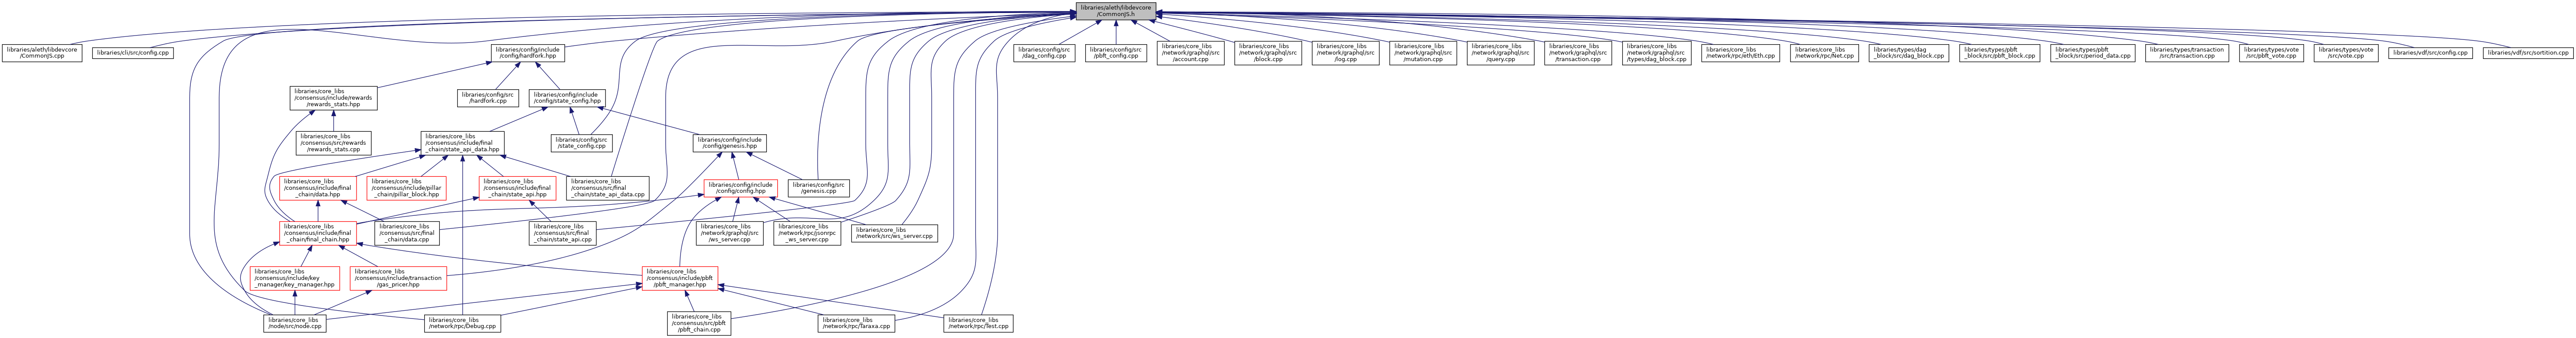 libraries/aleth/libdevcore
/CommonJS.h
libraries/aleth/libdevcore
/CommonJS.cpp
libraries/cli/src/config.cpp
libraries/config/include
/config/hardfork.hpp
libraries/config/src
/dag_config.cpp
libraries/config/src
/pbft_config.cpp
libraries/core_libs
/network/graphql/src
/account.cpp
libraries/core_libs
/network/graphql/src
/block.cpp
libraries/core_libs
/network/graphql/src
/log.cpp
libraries/core_libs
/network/graphql/src
/mutation.cpp
libraries/core_libs
/network/graphql/src
/query.cpp
libraries/core_libs
/network/graphql/src
/transaction.cpp
libraries/core_libs
/network/graphql/src
/types/dag_block.cpp
libraries/core_libs
/network/rpc/eth/Eth.cpp
libraries/core_libs
/network/rpc/Net.cpp
libraries/types/dag
_block/src/dag_block.cpp
libraries/types/pbft
_block/src/pbft_block.cpp
libraries/types/pbft
_block/src/period_data.cpp
libraries/types/transaction
/src/transaction.cpp
libraries/types/vote
/src/pbft_vote.cpp
libraries/types/vote
/src/vote.cpp
libraries/vdf/src/config.cpp
libraries/vdf/src/sortition.cpp
libraries/core_libs
/consensus/include/rewards
/rewards_stats.hpp
libraries/config/src
/hardfork.cpp
libraries/config/include
/config/state_config.hpp
libraries/core_libs
/consensus/src/rewards
/rewards_stats.cpp
libraries/core_libs
/consensus/include/final
_chain/state_api_data.hpp
libraries/config/src
/state_config.cpp
libraries/config/include
/config/genesis.hpp
libraries/core_libs
/consensus/include/final
_chain/data.hpp
libraries/core_libs
/consensus/include/pillar
_chain/pillar_block.hpp
libraries/core_libs
/consensus/include/final
_chain/state_api.hpp
libraries/core_libs
/consensus/src/final
_chain/state_api_data.cpp
libraries/config/include
/config/config.hpp
libraries/config/src
/genesis.cpp
libraries/core_libs
/consensus/include/final
_chain/final_chain.hpp
libraries/core_libs
/consensus/src/final
_chain/data.cpp
libraries/core_libs
/consensus/src/final
_chain/state_api.cpp
libraries/core_libs
/network/graphql/src
/ws_server.cpp
libraries/core_libs
/network/rpc/jsonrpc
_ws_server.cpp
libraries/core_libs
/network/src/ws_server.cpp
libraries/core_libs
/consensus/include/key
_manager/key_manager.hpp
libraries/core_libs
/consensus/include/transaction
/gas_pricer.hpp
libraries/core_libs
/consensus/include/pbft
/pbft_manager.hpp
libraries/core_libs
/node/src/node.cpp
libraries/core_libs
/network/rpc/Debug.cpp
libraries/core_libs
/consensus/src/pbft
/pbft_chain.cpp
libraries/core_libs
/network/rpc/Taraxa.cpp
libraries/core_libs
/network/rpc/Test.cpp